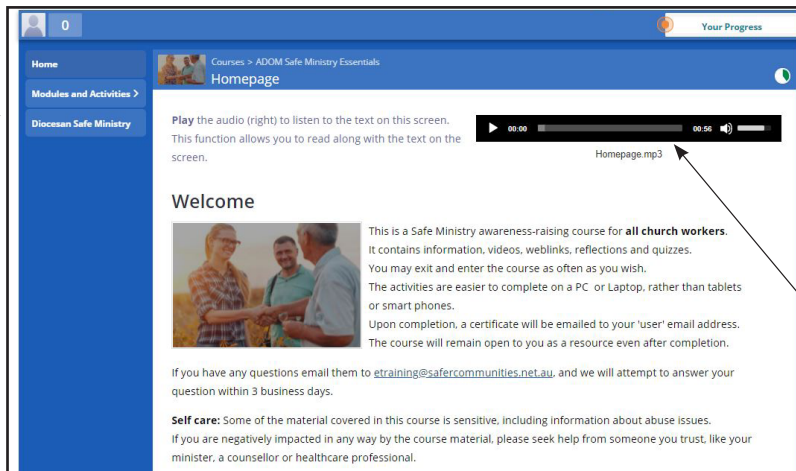 0
Your Progress
Home
Modules and Activities >
Diocesan Safe Ministry
Courses > ADOM Safe Ministry Essentials
Homepage
Play the audio (right) to listen to the text on this screen.
This function allows you to read along with the text on the
screen.
00:00
00:56
Homepage.mp3
Welcome
This is a Safe Ministry awareness-raising course for all church workers.
It contains information, videos, weblinks, reflections and quizzes.
You may exit and enter the course as often as you wish.
The activities are easier to complete on a PC or Laptop, rather than tablets
or smart phones.
Upon completion, a certificate will be emailed to your 'user' email address.
The course will remain open to you as a resource even after completion.
If you have any questions email them to etraining@safercommunities.net.au, and we will attempt to answer your
question within 3 business days.
Self care: Some of the material covered in this course is sensitive, including information about abuse issues.
If you are negatively impacted in any way by the course material, please seek help from someone you trust, like your
minister, a counsellor or healthcare professional.